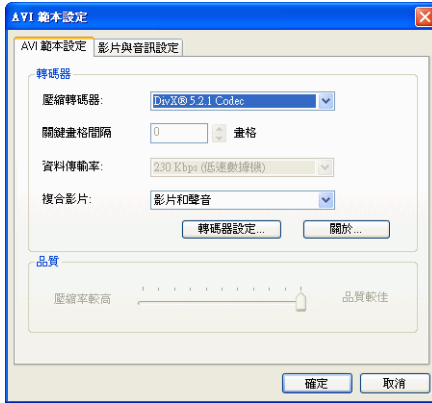 AVI 範本設定
AVI 範本設定 影片與音訊設定
轉碼器
壓縮轉碼器: DivX® 5.2.1 Codec
關鍵畫格間隔 0 畫格
資料傳輸率: 230 Kbps (低速數據機)
複合影片: 影片和聲音
轉碼器設定... 關於...
品質
壓縮率較高 品質較佳
確定 取消